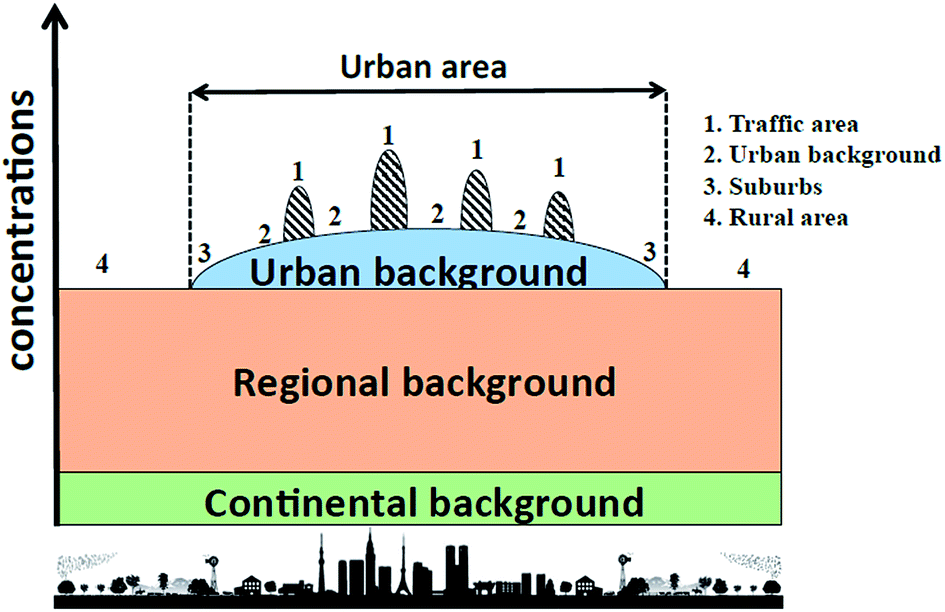 Urban area
concentrations
1
1
1
1
2
2
2
2
3
3
4
4
1. Traffic area
2. Urban background
3. Suburbs
4. Rural area
Urban background
Regional background
Continental background